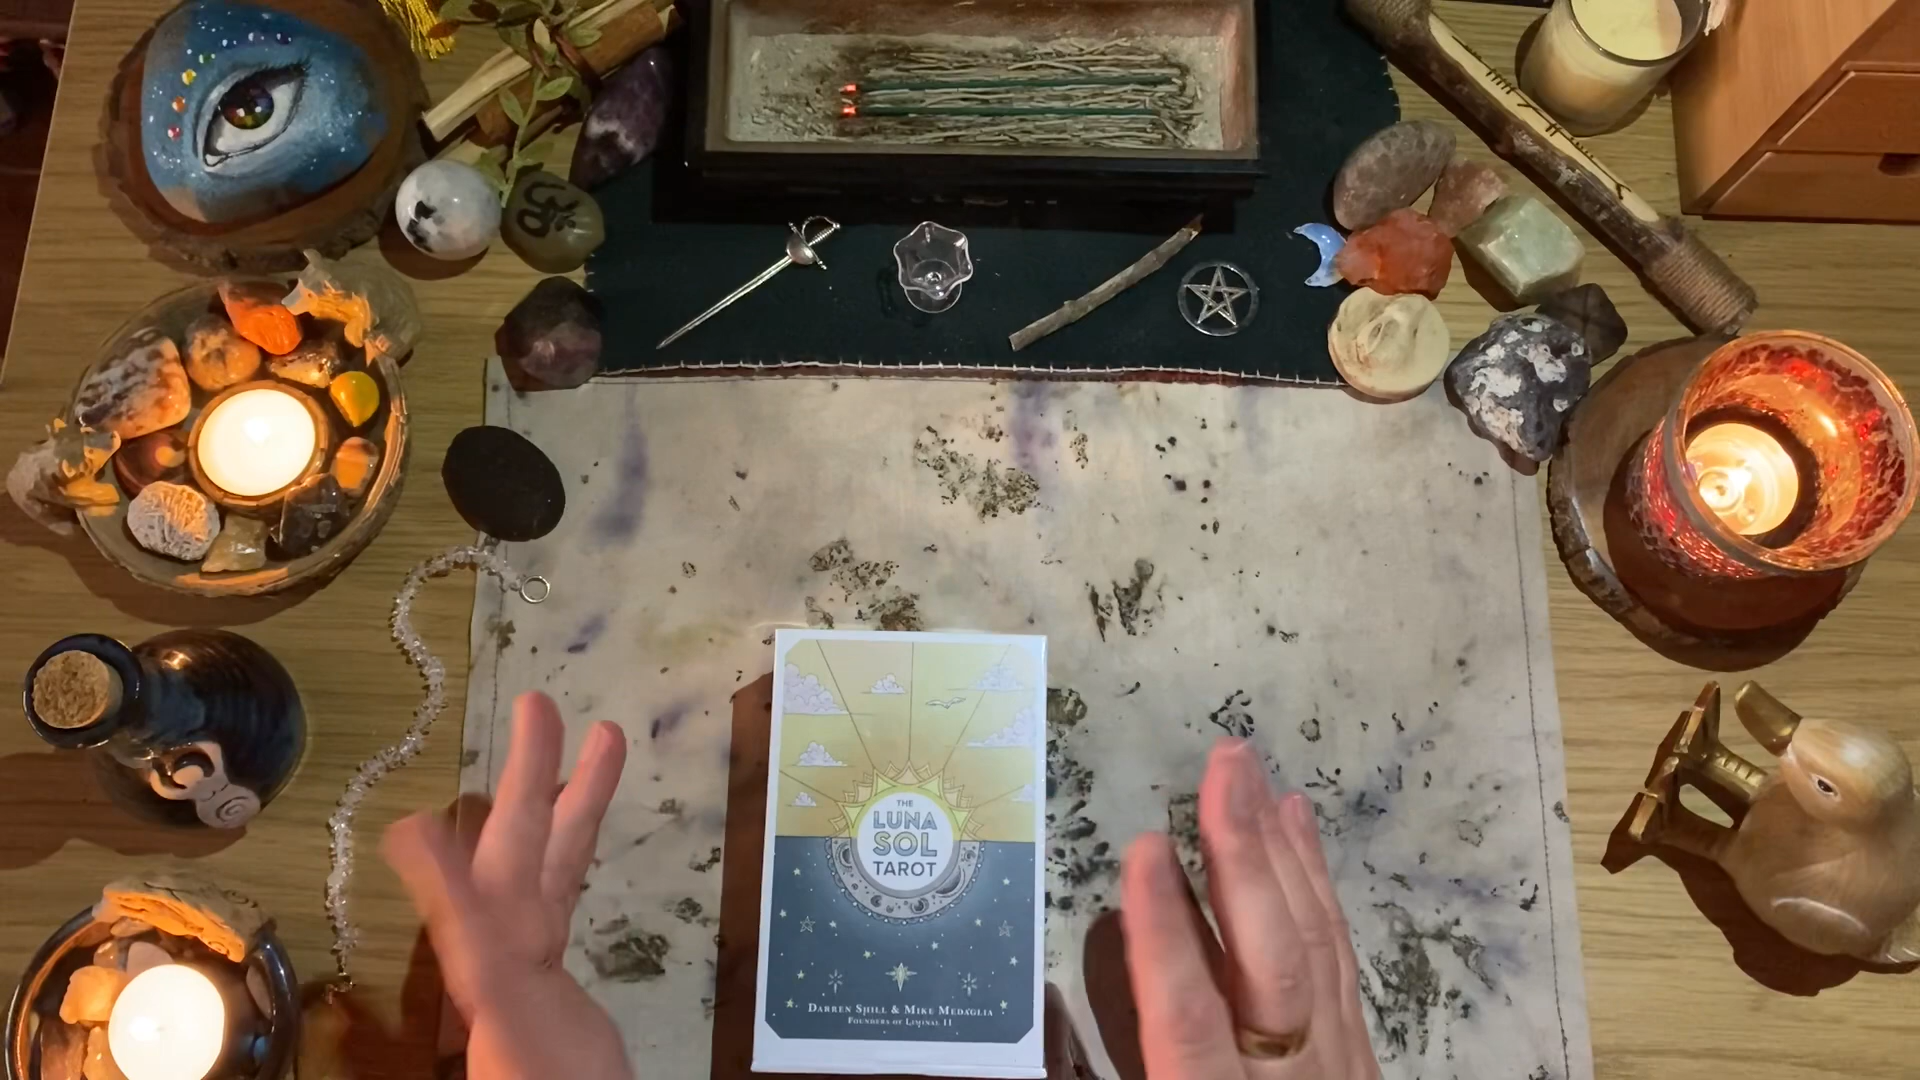 ॐ
THE
LUNA
SOL
TAROT
DARREN SHILL & MIKE MEDAGLIA
FOUNDERS OF LIMINAL 11